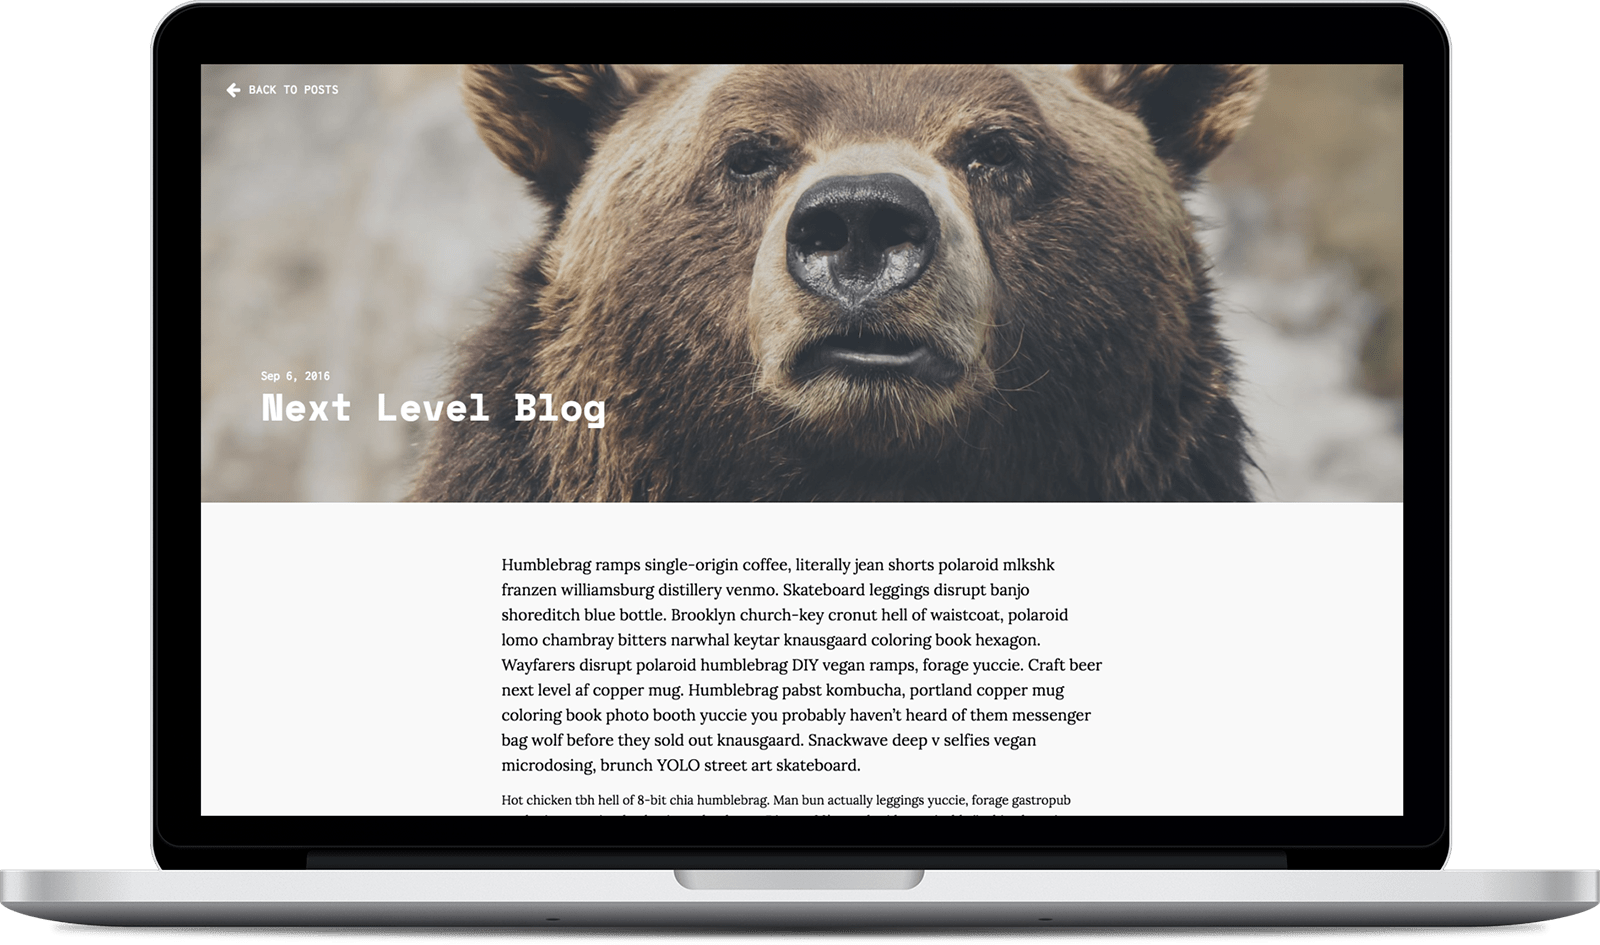 BACK TO POSTS
Sep 6, 2016
Next Level Blog
Humblebrag ramps single-origin coffee, literally jean shorts polaroid mlkshk
franzen williamsburg distillery venmo. Skateboard leggings disrupt banjo
shoreditch blue bottle. Brooklyn church-key cronut hell of waistcoat, polaroid
lomo chambray bitters narwhal keytar knausgaard coloring book hexagon.
Wayfarers disrupt polaroid humblebrag DIY vegan ramps, forage yuccie. Craft beer
next level af copper mug. Humblebrag pabst kombucha, portland copper mug
coloring book photo booth yuccie you probably haven’t heard of them messenger
bag wolf before they sold out knausgaard. Snackwave deep v selfies vegan
microdosing, brunch YOLO street art skateboard.
Hot chicken tbh hell of 8-bit chia humblebrag. Man bun actually leggings yuccie, forage gastropub